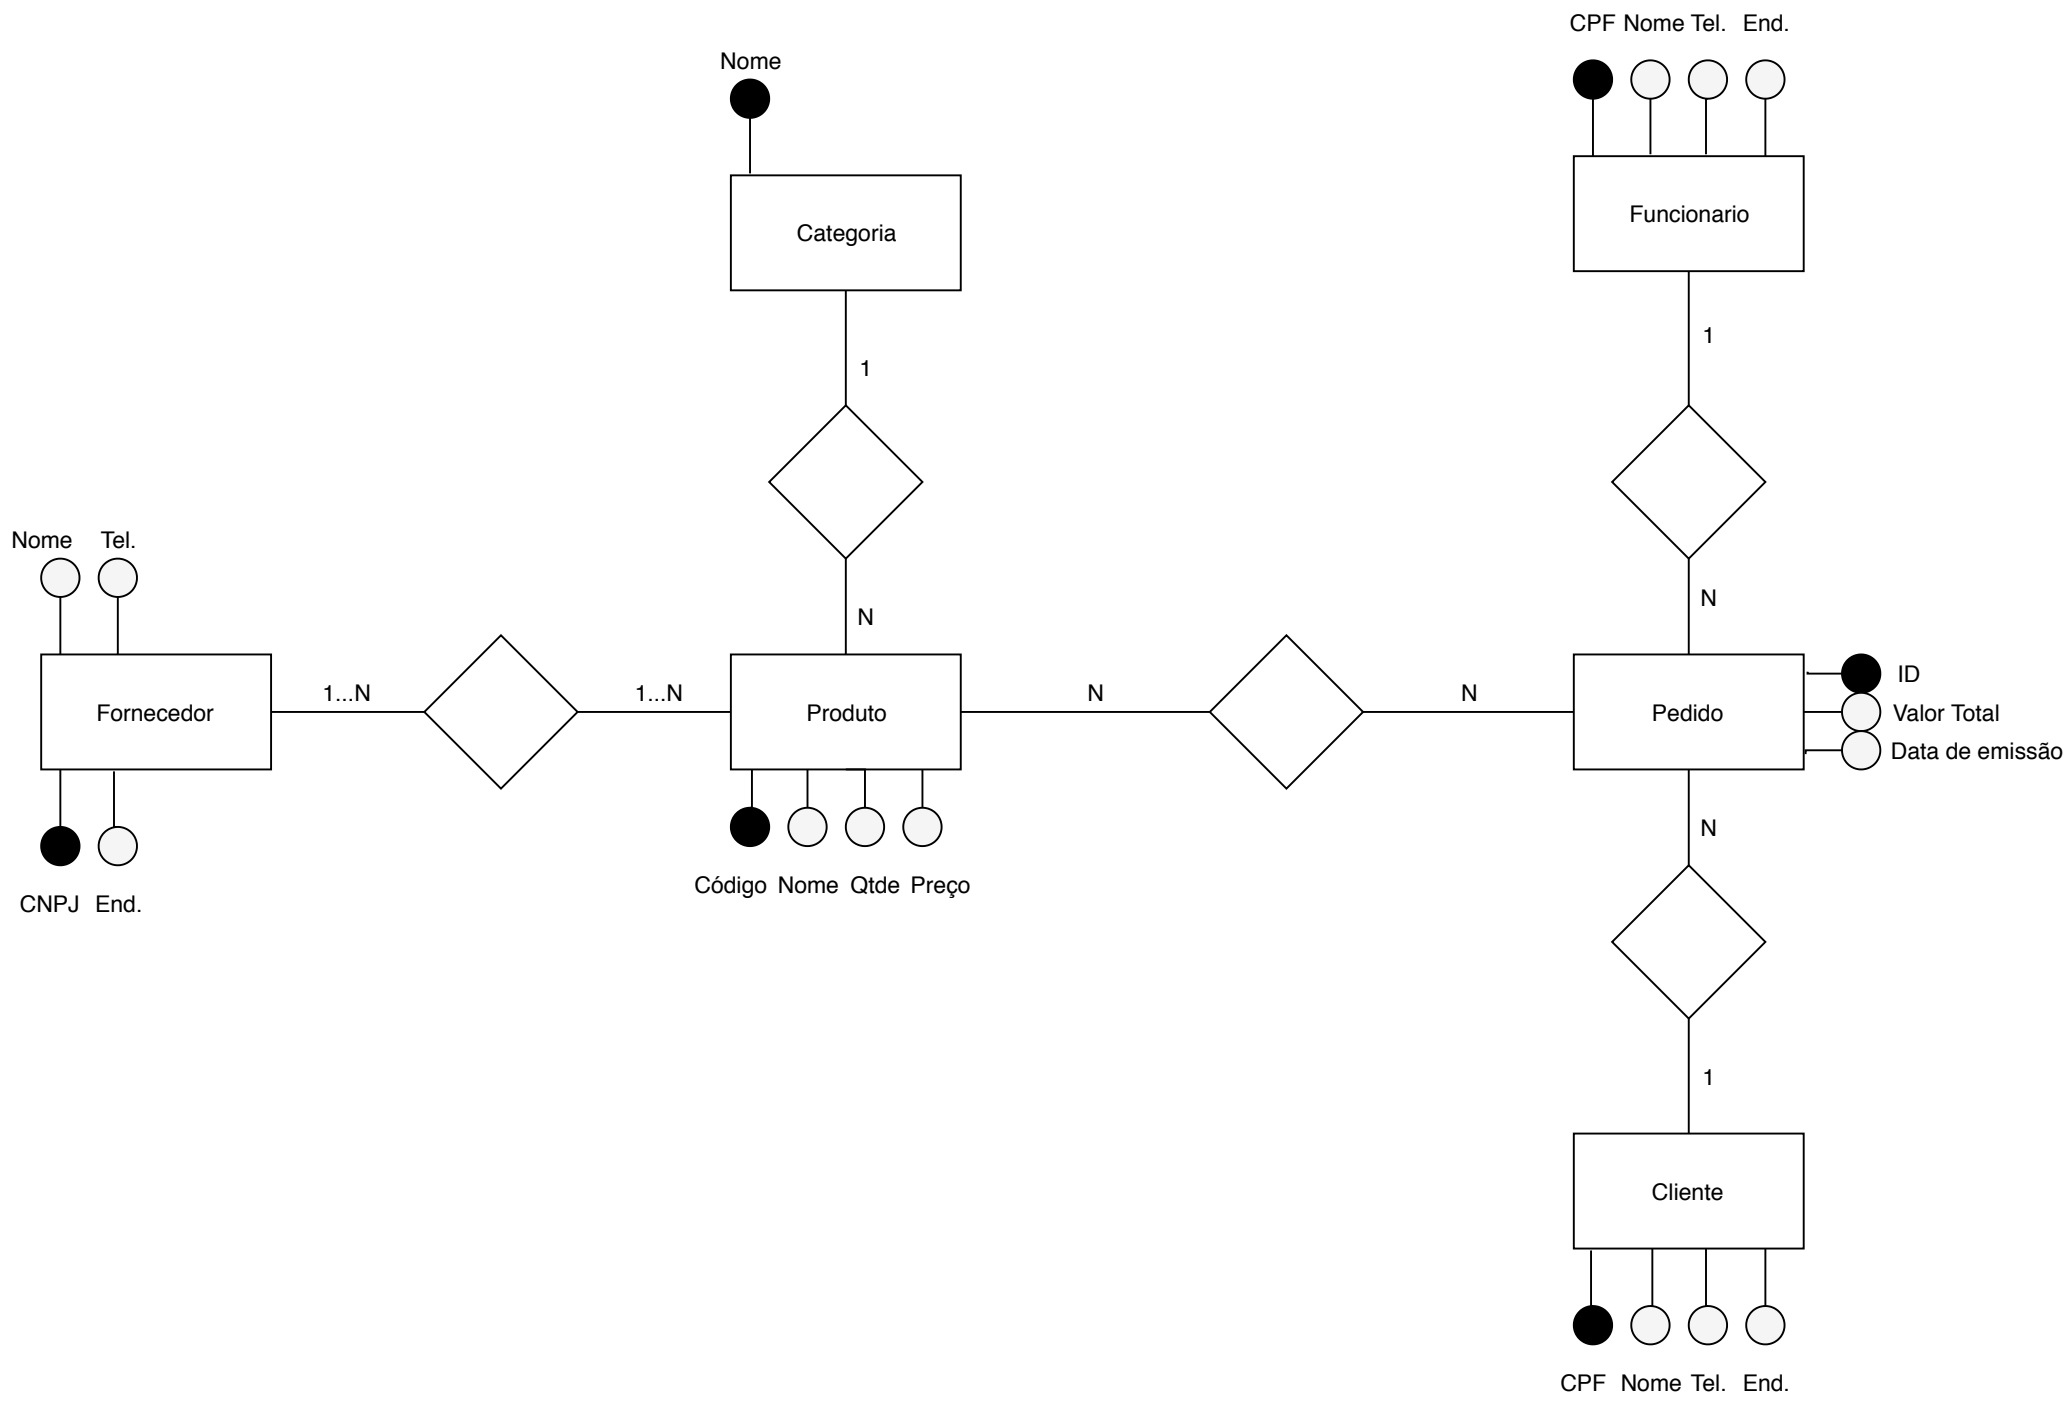 CPF Nome Tel. End.
Nome
Funcionario
Categoria
1
1
Nome Tel.
N
N
Fornecedor
1...N
1...N
Produto
N
N
Pedido
ID
Valor Total
Data de emissão
N
Código Nome Qtde Preço
CNPJ End.
1
Cliente
CPF Nome Tel. End.